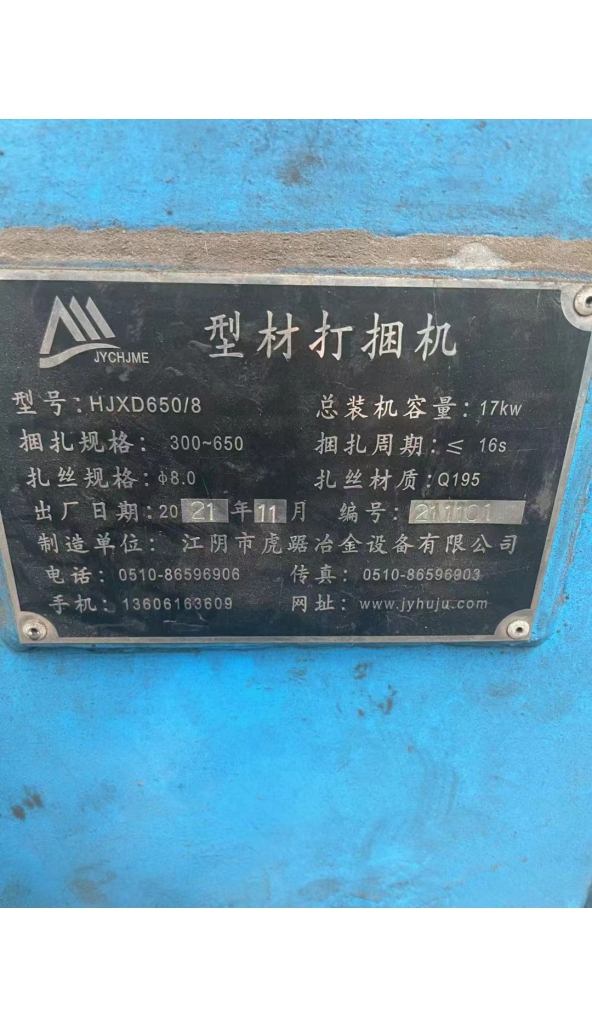 JYCHJME
型材打捆机
型号:HJXD650/8 总装机容量:17kw
捆扎规格:300~650 捆扎周期:≤16s
扎丝规格:ф8.0 扎丝材质:Q195
出厂日期:2021年11月 编号:211101
制造单位:江阴市虎踞冶金设备有限公司
电话:0510-86596906 传真:0510-86596903
手机:13606163609 网址:www.jyhuju.com